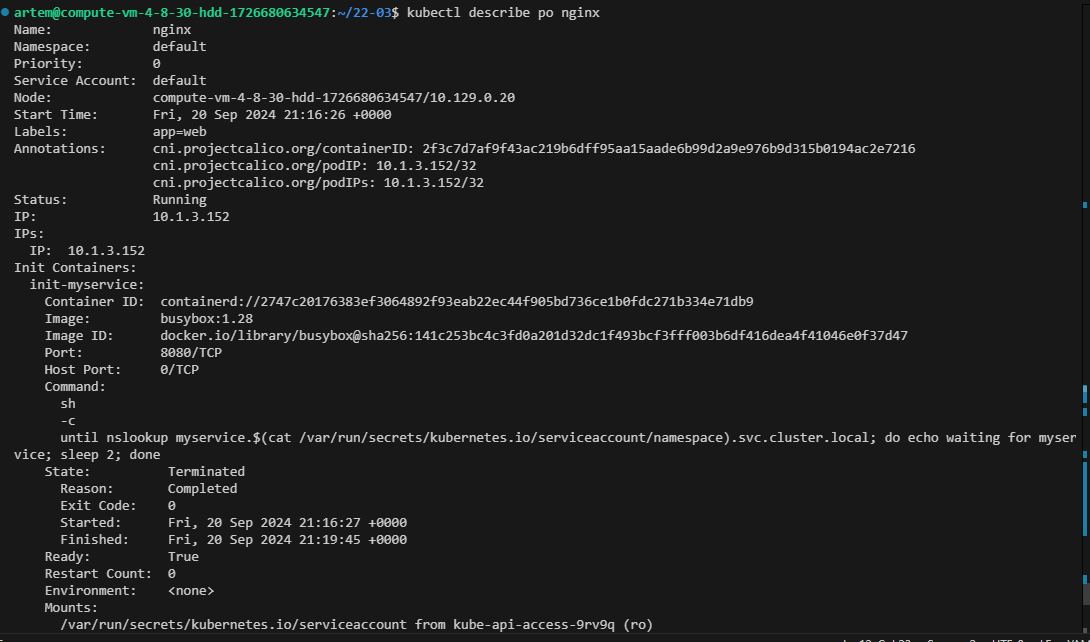 artem@compute-vm-4-8-30-hdd-1726680634547:~/22-03$ kubectl describe po nginx
Name:             nginx
Namespace:        default
Priority:         0
Service Account:  default
Node:             compute-vm-4-8-30-hdd-1726680634547/10.129.0.20
Start Time:       Fri, 20 Sep 2024 21:16:26 +0000
Labels:           app=web
Annotations:      cni.projectcalico.org/containerID: 2f3c7d7af9f43ac219b6dff95aa15aade6b99d2a9e976b9d315b0194ac2e7216
                  cni.projectcalico.org/podIP: 10.1.3.152/32
                  cni.projectcalico.org/podIPs: 10.1.3.152/32
Status:           Running
IP:               10.1.3.152
IPs:
  IP:  10.1.3.152
Init Containers:
  init-myservice:
    Container ID:  containerd://2747c20176383ef3064892f93eab22ec44f905bd736ce1b0fdc271b334e71db9
    Image:         busybox:1.28
    Image ID:      docker.io/library/busybox@sha256:141c253bc4c3fd0a201d32dc1f493bcf3fff003b6df416dea4f41046e0f37d47
    Port:          8080/TCP
    Host Port:     0/TCP
    Command:
      sh
      -c
      until nslookup myservice.$(cat /var/run/secrets/kubernetes.io/serviceaccount/namespace).svc.cluster.local; do echo waiting for myser
vice; sleep 2; done
    State:          Terminated
      Reason:       Completed
      Exit Code:    0
      Started:      Fri, 20 Sep 2024 21:16:27 +0000
      Finished:     Fri, 20 Sep 2024 21:19:45 +0000
    Ready:          True
    Restart Count:  0
    Environment:    <none>
    Mounts:
      /var/run/secrets/kubernetes.io/serviceaccount from kube-api-access-9rv9q (ro)